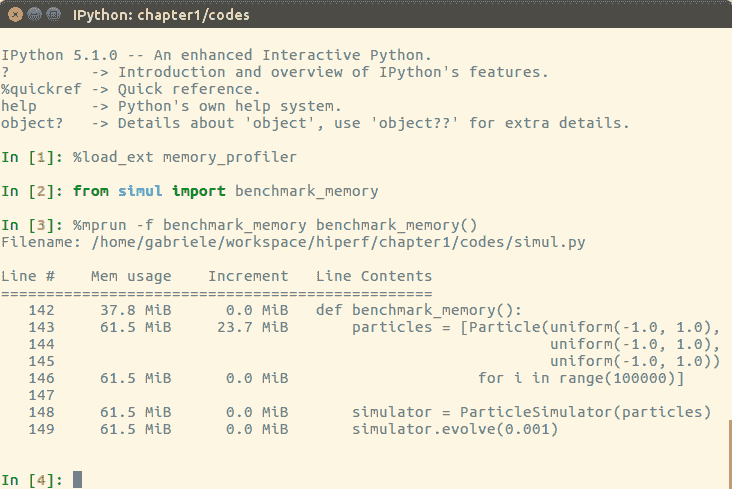 IPython: chapter1/codes
IPython 5.1.0 -- An enhanced Interactive Python.
?         -> Introduction and overview of IPython's features.
%quickref -> Quick reference.
help      -> Python's own help system.
object?   -> Details about 'object', use 'object??' for extra details.
In [1]: %load_ext memory_profiler
In [2]: from simul import benchmark_memory
In [3]: %mprun -f benchmark_memory benchmark_memory()
Filename: /home/gabriele/workspace/hiperf/chapter1/codes/simul.py
Line #    Mem usage    Increment   Line Contents
================================================
   142     37.8 MiB      0.0 MiB   def benchmark_memory():
   143     61.5 MiB     23.7 MiB       particles = [Particle(uniform(-1.0, 1.0),
   144                                                       uniform(-1.0, 1.0),
   145                                                       uniform(-1.0, 1.0))
   146     61.5 MiB      0.0 MiB                     for i in range(100000)]
   147
   148     61.5 MiB      0.0 MiB       simulator = ParticleSimulator(particles)
   149     61.5 MiB      0.0 MiB       simulator.evolve(0.001)
In [4]: